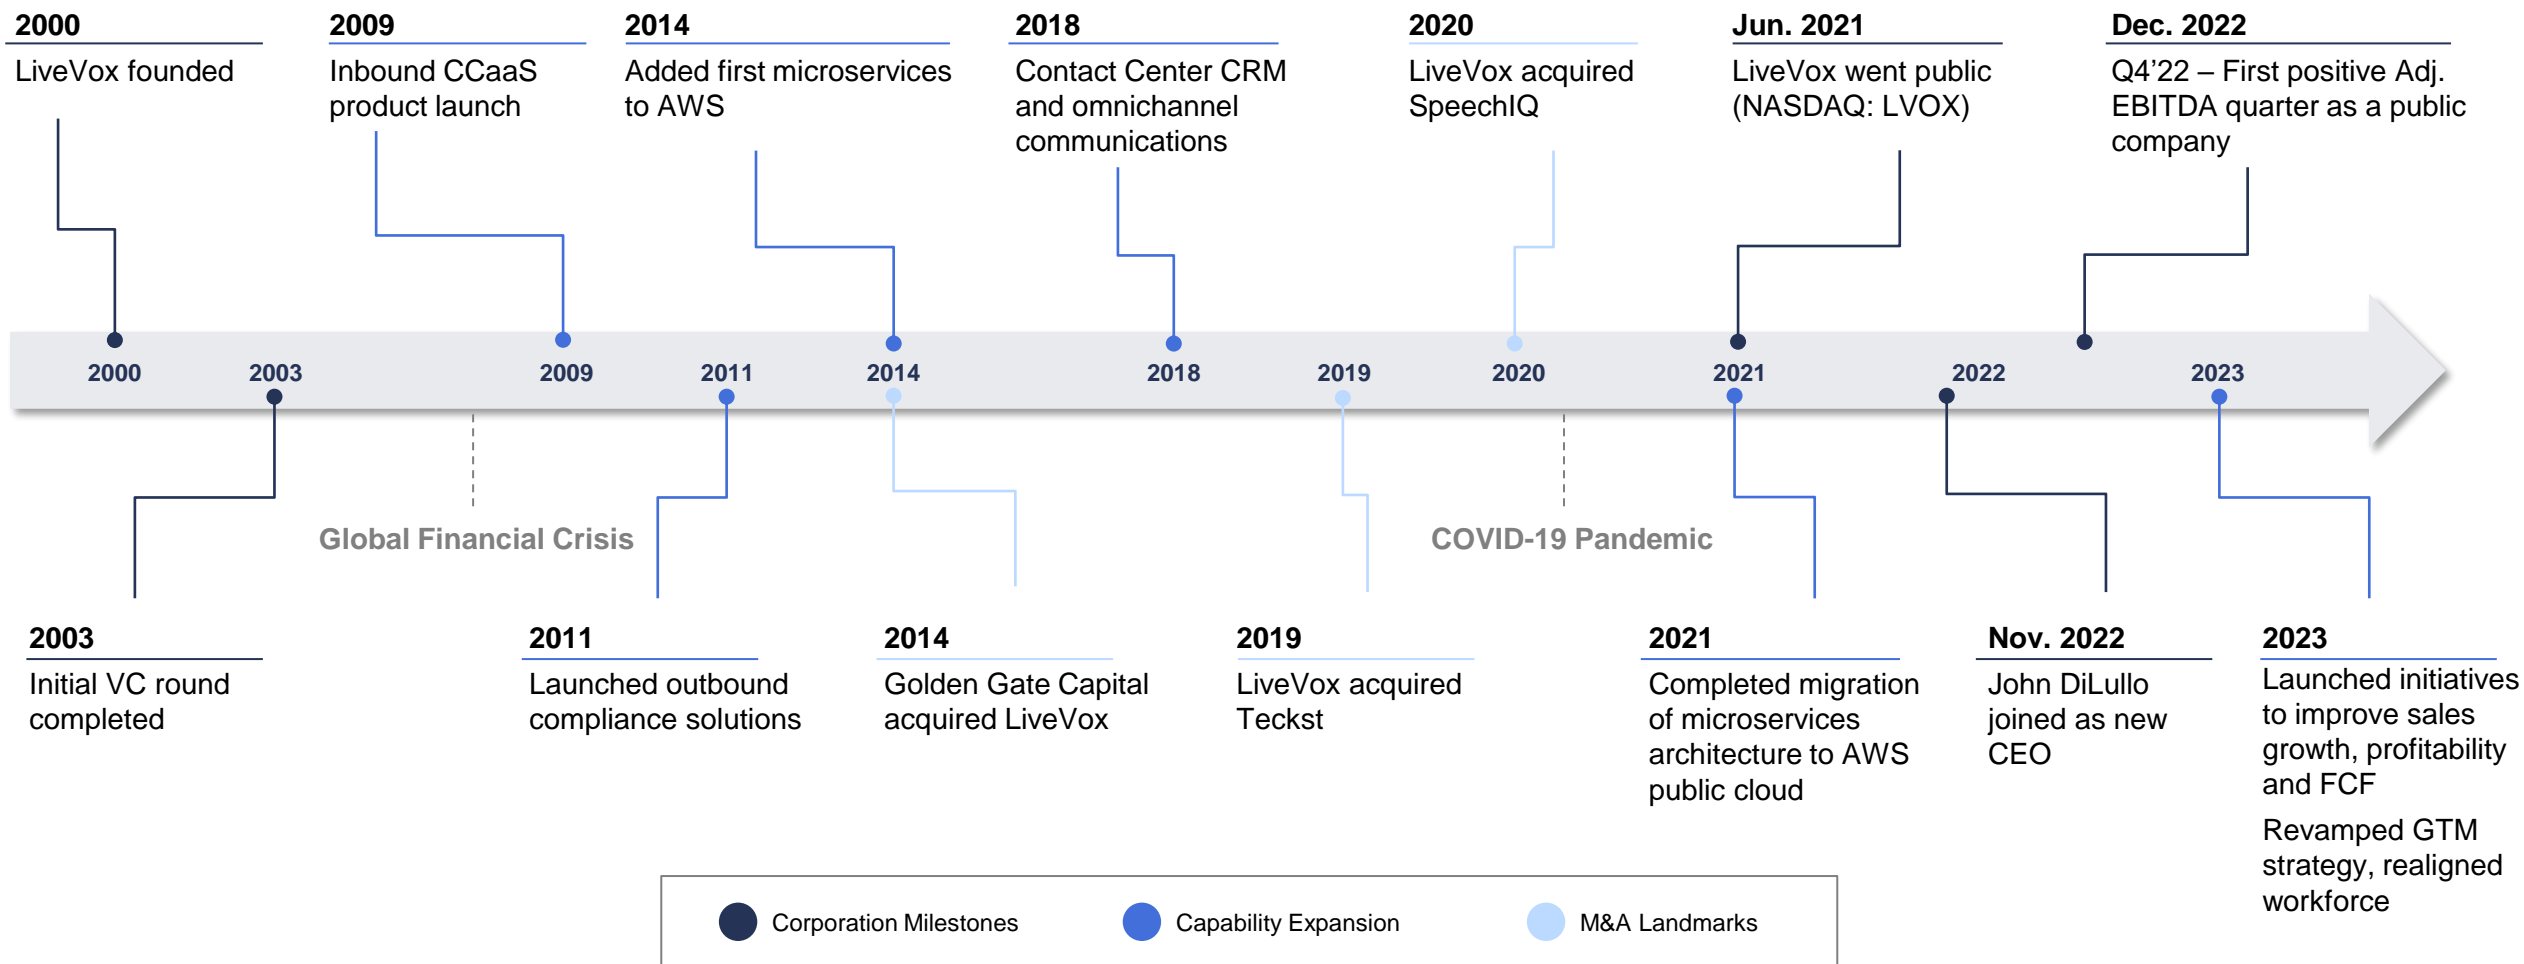 2000
LiveVox founded
2009
Inbound CCaaS
product launch
2014
Added first microservices
to AWS
2018
Contact Center CRM
and omnichannel
communications
2020
LiveVox acquired
SpeechIQ
Jun. 2021
LiveVox went public
(NASDAQ: LVOX)
Dec. 2022
Q4’22 – First positive Adj.
EBITDA quarter as a public
company
2000
2003
2009
2011
2014
2018
2019
2020
2021
2022
2023
Global Financial Crisis
COVID-19 Pandemic
2003
Initial VC round
completed
2011
Launched outbound
compliance solutions
2014
Golden Gate Capital
acquired LiveVox
2019
LiveVox acquired
Teckst
2021
Completed migration
of microservices
architecture to AWS
public cloud
Nov. 2022
John DiLullo
joined as new
CEO
2023
Launched initiatives
to improve sales
growth, profitability
and FCF
Revamped GTM
strategy, realigned
workforce
Corporation Milestones
Capability Expansion
M&A Landmarks